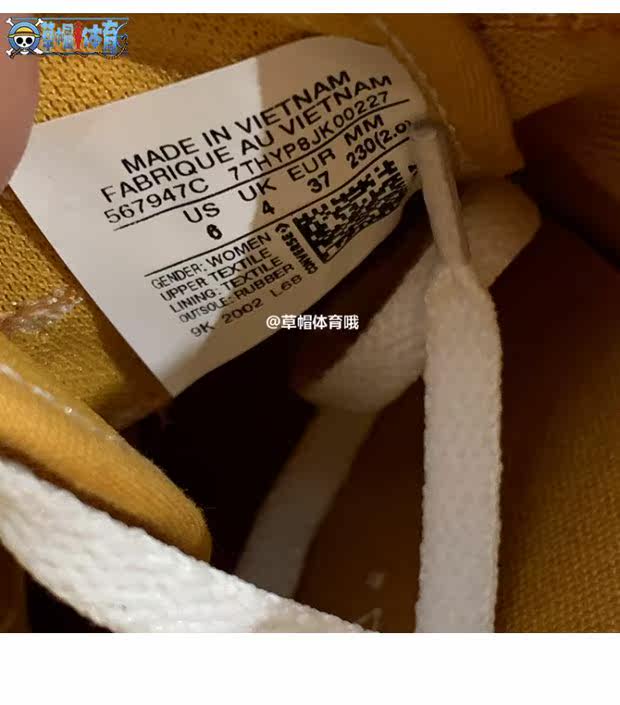 草帽体育
MADE IN VIETNAM
FABRIQUE AU VIETNAM
567947C 7THYP8JK00227
US UK EUR MM
6 4 37 230(2.0)
GENDER: WOMEN
UPPER: TEXTILE
LINING: TEXTILE
OUTSOLE: RUBBER
9K 2002 L6B
CONVERSE
@草帽体育哦